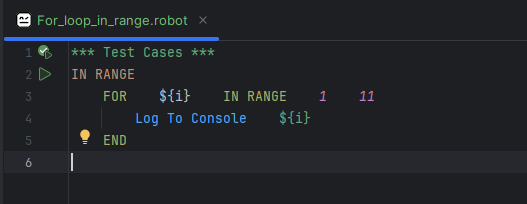 For_loop_in_range.robot ×
1 *** Test Cases ***
2 IN RANGE
3     FOR    ${i}    IN RANGE    1    11
4         Log To Console    ${i}
5     END
6